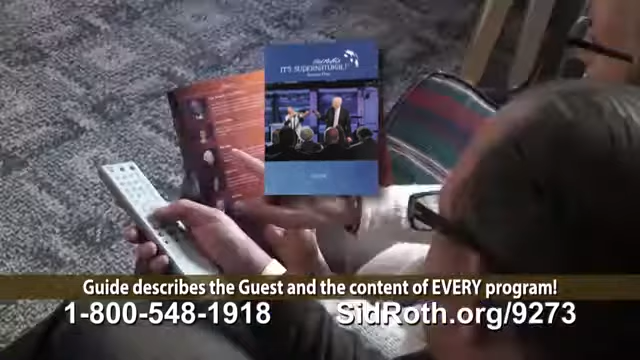 IT'S SUPERNATURAL!
Guide describes the Guest and the content of EVERY program!
1-800-548-1918 SidRoth.org/9273